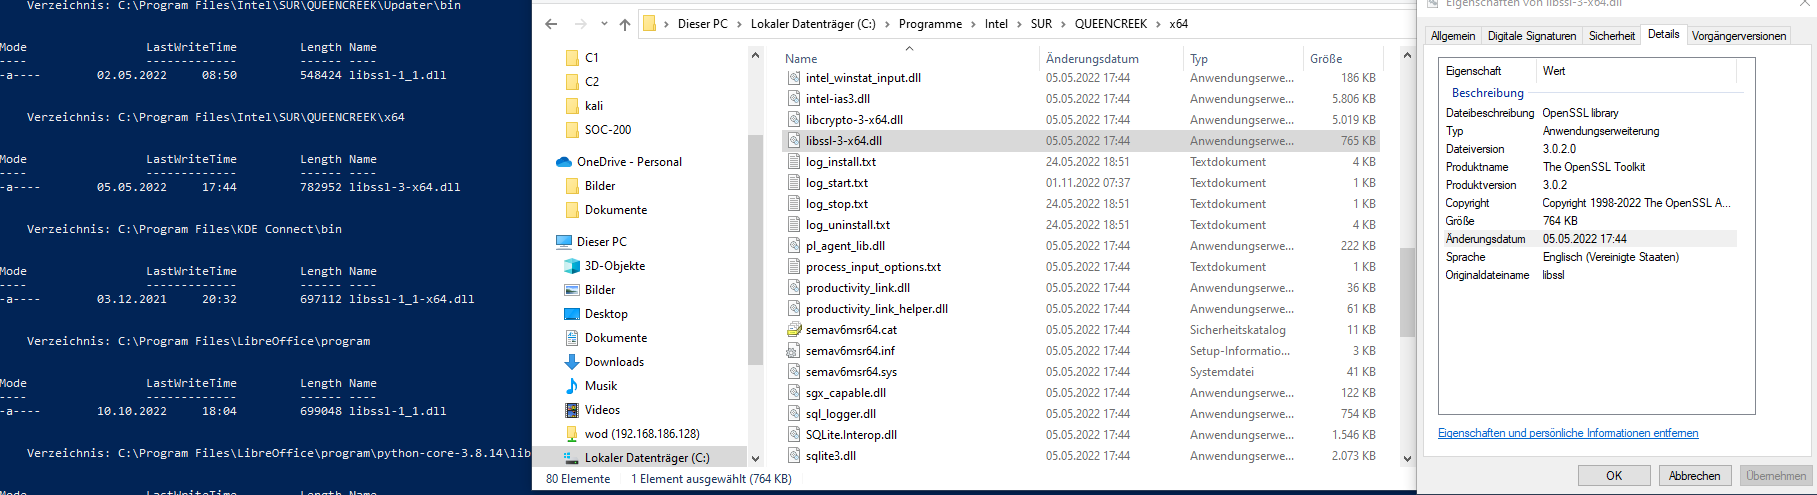 Verzeichnis: C:\Program Files\Intel\SUR\QUEENCREEK\Updater\bin
Mode LastWriteTime Length Name
---- ------------- ------ ----
-a---- 02.05.2022 08:50 548424 libssl-1_1.dll
Verzeichnis: C:\Program Files\Intel\SUR\QUEENCREEK\x64
Mode LastWriteTime Length Name
---- ------------- ------ ----
-a---- 05.05.2022 17:44 782952 libssl-3-x64.dll
Verzeichnis: C:\Program Files\KDE Connect\bin
Mode LastWriteTime Length Name
---- ------------- ------ ----
-a---- 03.12.2021 20:32 697112 libssl-1_1-x64.dll
Verzeichnis: C:\Program Files\LibreOffice\program
Mode LastWriteTime Length Name
---- ------------- ------ ----
-a---- 10.10.2022 18:04 699048 libssl-1_1.dll
Verzeichnis: C:\Program Files\LibreOffice\program\python-core-3.8.14\lib
Mode LastWriteTime Length Name
Dieser PC > Lokaler Datenträger (C:) > Programme > Intel > SUR > QUEENCREEK > x64
C1
C2
kali
SOC-200
OneDrive - Personal
Bilder
Dokumente
Dieser PC
3D-Objekte
Bilder
Desktop
Dokumente
Downloads
Musik
Videos
wod (192.168.186.128)
Lokaler Datenträger (C:)
Name Änderungsdatum Typ Größe
intel_winstat_input.dll 05.05.2022 17:44 Anwendungserwe... 186 KB
intel-ias3.dll 05.05.2022 17:44 Anwendungserwe... 5.806 KB
libcrypto-3-x64.dll 05.05.2022 17:44 Anwendungserwe... 5.019 KB
libssl-3-x64.dll 05.05.2022 17:44 Anwendungserwe... 765 KB
log_install.txt 24.05.2022 18:51 Textdokument 4 KB
log_start.txt 01.11.2022 07:37 Textdokument 1 KB
log_stop.txt 24.05.2022 18:51 Textdokument 4 KB
log_uninstall.txt 24.05.2022 18:51 Textdokument 4 KB
pl_agent_lib.dll 05.05.2022 17:44 Anwendungserwe... 222 KB
process_input_options.txt 05.05.2022 17:44 Textdokument 1 KB
productivity_link.dll 05.05.2022 17:44 Anwendungserwe... 36 KB
productivity_link_helper.dll 05.05.2022 17:44 Anwendungserwe... 61 KB
semav6msr64.cat 05.05.2022 17:44 Sicherheitskatalog 11 KB
semav6msr64.inf 05.05.2022 17:44 Setup-Informatio... 3 KB
semav6msr64.sys 05.05.2022 17:44 Systemdatei 41 KB
sgx_capable.dll 05.05.2022 17:44 Anwendungserwe... 122 KB
sql_logger.dll 05.05.2022 17:44 Anwendungserwe... 754 KB
SQLite.Interop.dll 05.05.2022 17:44 Anwendungserwe... 1.546 KB
sqlite3.dll 05.05.2022 17:44 Anwendungserwe... 2.073 KB
80 Elemente 1 Element ausgewählt (764 KB)
Eigenschaften von libssl-3-x64.dll
Allgemein Digitale Signaturen Sicherheit Details Vorgängerversionen
Eigenschaft Wert
Beschreibung
Dateibeschreibung OpenSSL library
Typ Anwendungserweiterung
Dateiversion 3.0.2.0
Produktname The OpenSSL Toolkit
Produktversion 3.0.2
Copyright Copyright 1998-2022 The OpenSSL A...
Größe 764 KB
Änderungsdatum 05.05.2022 17:44
Sprache Englisch (Vereinigte Staaten)
Originaldateiname libssl
Eigenschaften und persönliche Informationen entfernen
OK Abbrechen Übernehmen